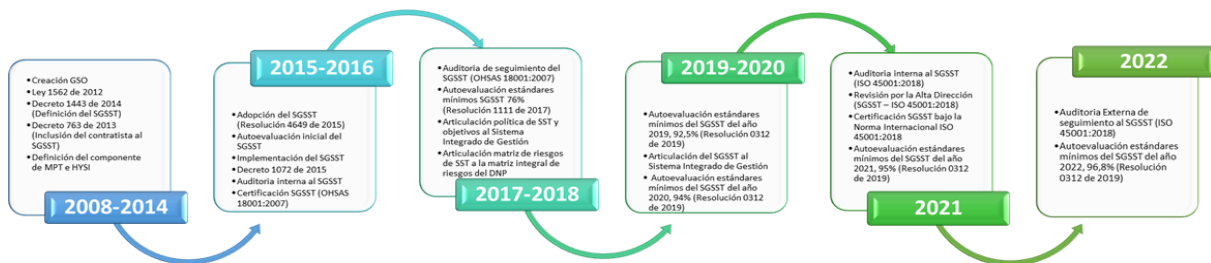 •Creación GSO
•Ley 1562 de 2012
•Decreto 1443 de 2014
(Definición del SGSST)
•Decreto 763 de 2013
(Inclusión del contratista al
SGSST)
•Definición del componente
de MPT e HYSI
2008-2014
2015-2016
Adopción del SGSST
(Resolución 4649 de 2015)
•Autoevaluación inicial del
SGSST
•Implementación del SGSST
•Decreto 1072 de 2015
•Auditoria interna al SGSST
•Certificación SGSST (OHSAS
18001:2007)
•Auditoria de seguimiento del
SGSST (OHSAS 18001:2007)
•Autoevaluación estándares
mínimos SGSST 76%
(Resolución 1111 de 2017)
•Articulación política de SST y
objetivos al Sistema
Integrado de Gestión
•Articulación matriz de riesgos
de SST a la matriz integral de
riesgos del DNP
2017-2018
2019-2020
•Autoevaluación estándares
mínimos del SGSST del año
2019, 92,5% (Resolución 0312
de 2019)
•Articulación del SGSST al
Sistema Integrado de Gestión
• Autoevaluación estándares
mínimos del SGSST del año
2020, 94% (Resolución 0312
de 2019)
•Auditoria interna al SGSST
(ISO 45001:2018)
•Revisión por la Alta Dirección
(SGSST – ISO 45001:2018)
•Certificación SGSST bajo la
Norma Internacional ISO
45001:2018
•Autoevaluación estándares
mínimos del SGSST del año
2021, 95% (Resolución 0312
de 2019)
2021
2022
•Auditoria Externa de
seguimiento al SGSST (ISO
45001:2018)
•Autoevaluación estándares
mínimos del SGSST del año
2022, 96,8% (Resolución
0312 de 2019)